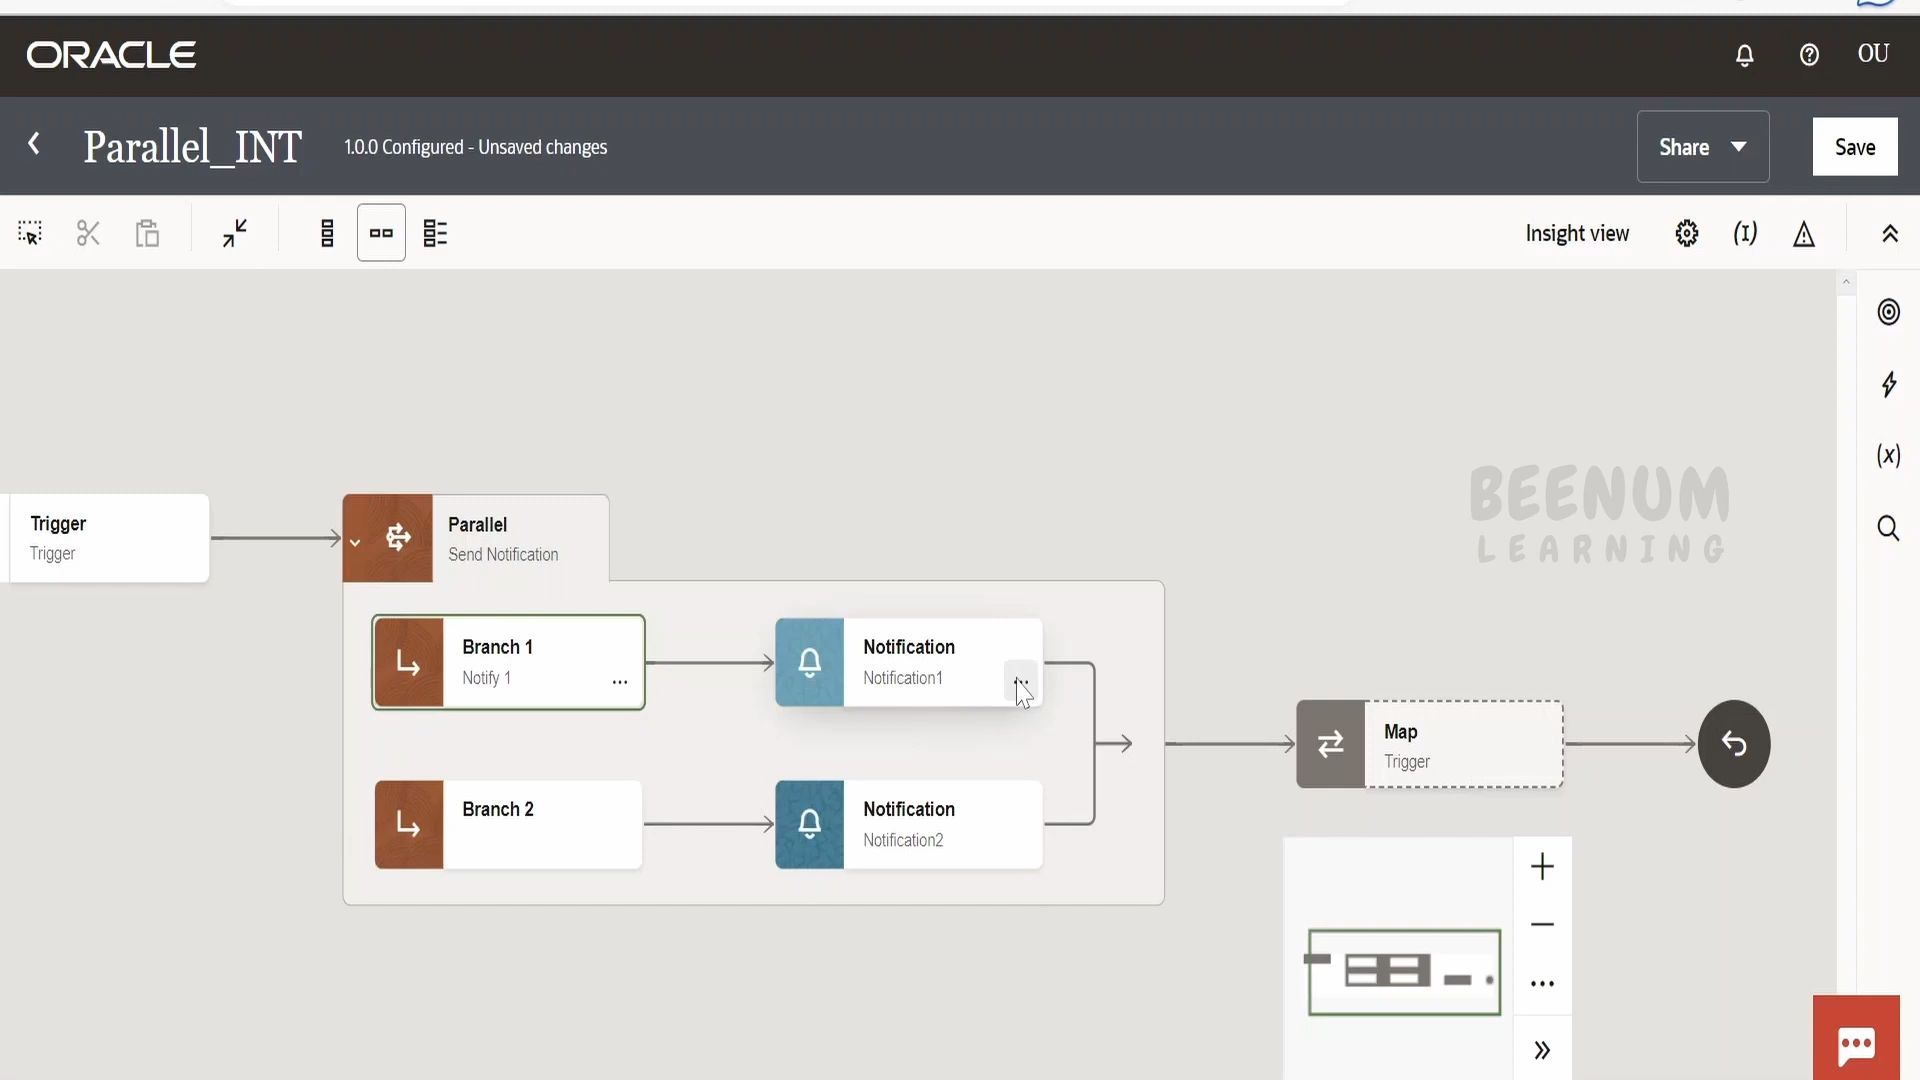 ORACLE
OU
Parallel_INT
1.0.0 Configured - Unsaved changes
Share
Save
Insight view
(I)
(x)
BEENUM
LEARNING
Trigger
Trigger
Parallel
Send Notification
Branch 1
Notify 1
...
Notification
Notification1
...
Branch 2
Notification
Notification2
Map
Trigger